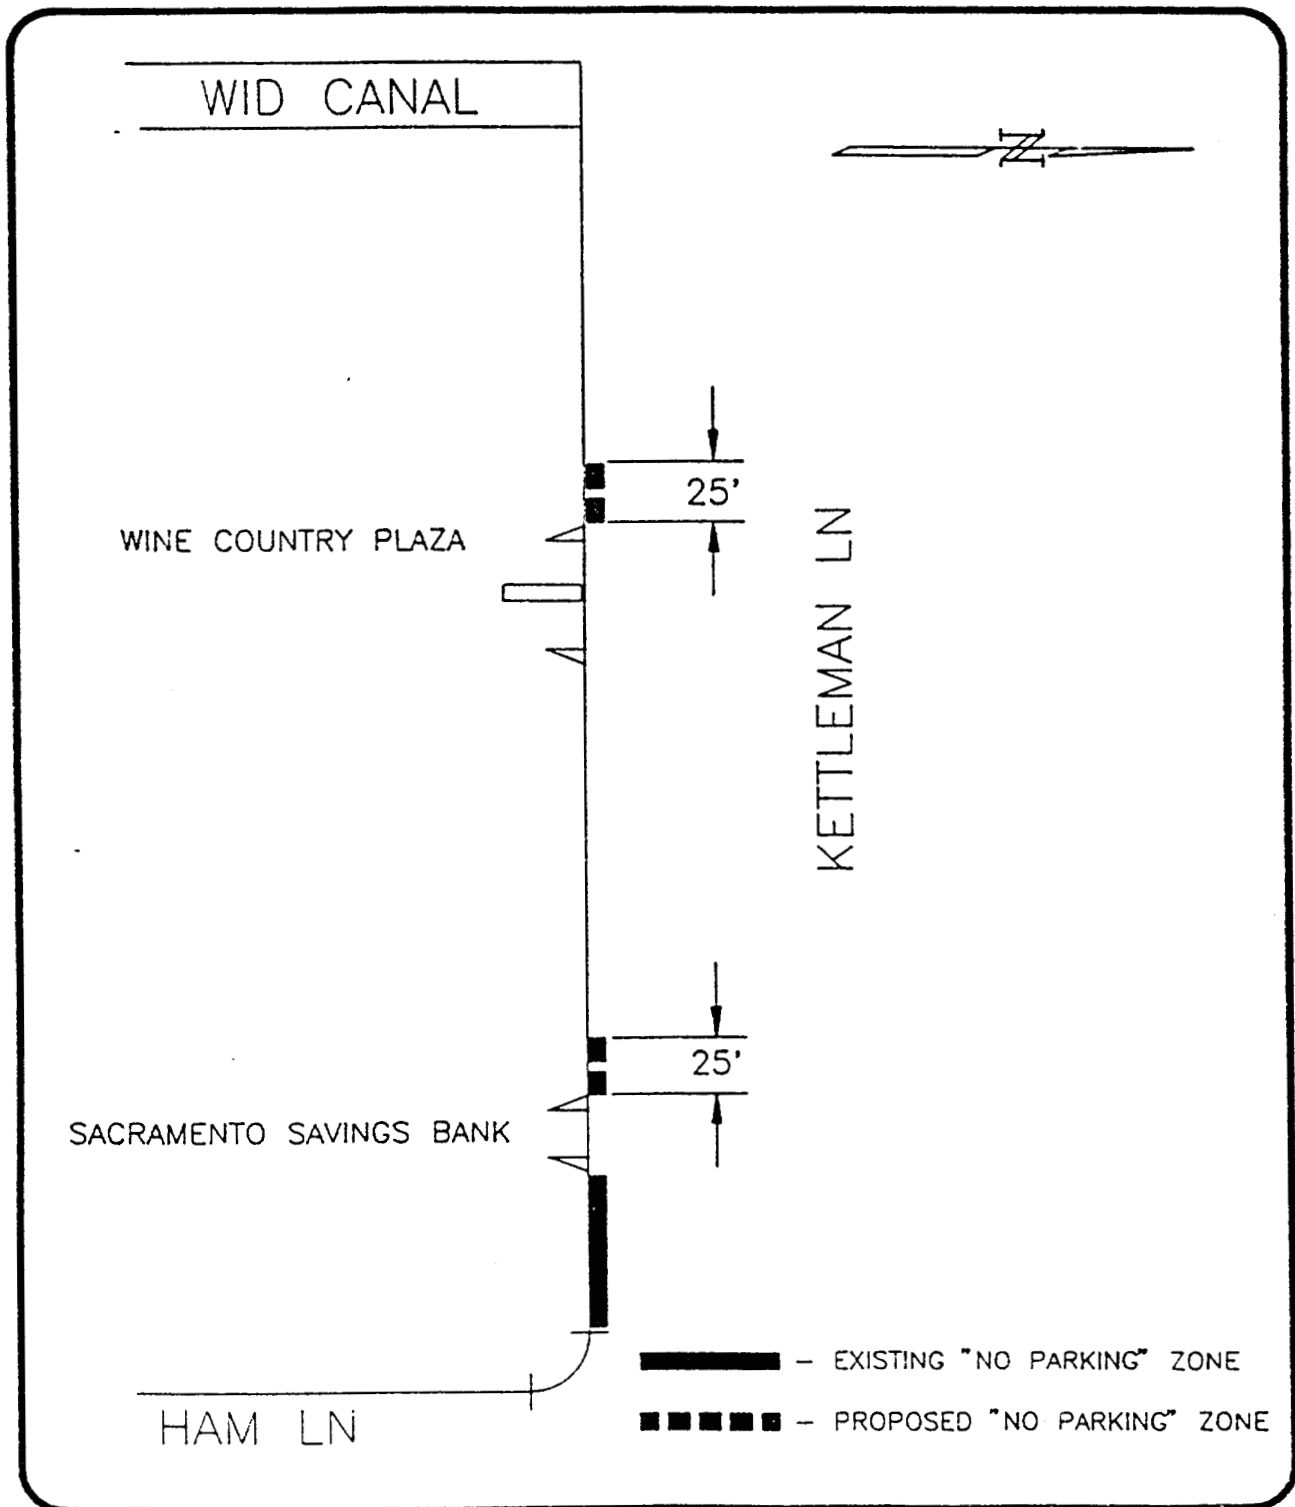 WID CANAL
N
25'
WINE COUNTRY PLAZA
KETTLEMAN LN
25'
SACRAMENTO SAVINGS BANK
- EXISTING "NO PARKING" ZONE
- PROPOSED "NO PARKING" ZONE
HAM LN